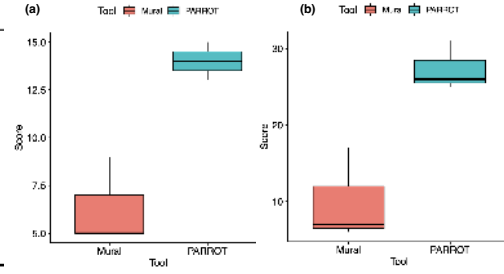 (a) Tool Mural PARROT
15.0
12.5
10.0
7.5
5.0
Score
Mural PARROT
Tool
(b) Tool Mural PARROT
30
20
10
Score
Mural PARROT
Tool